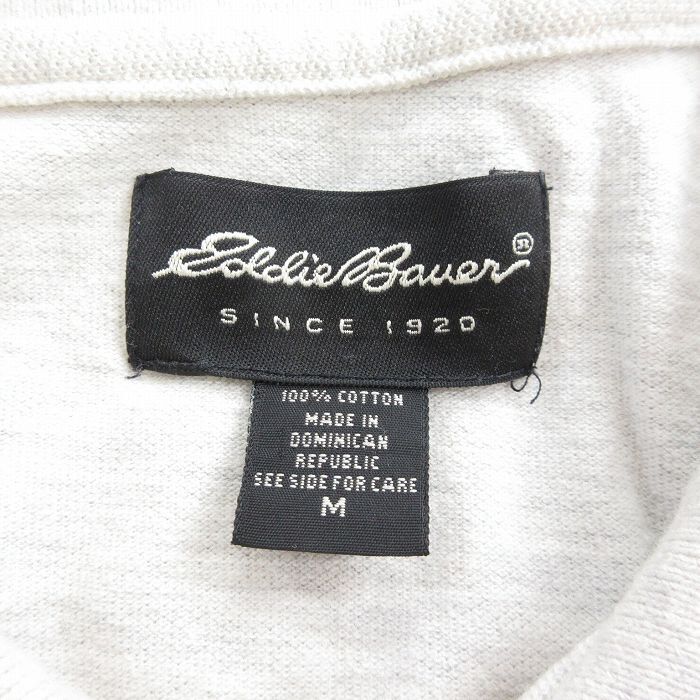 Eddie Bauer ®
SINCE 1920
100% COTTON
MADE IN
DOMINICAN
REPUBLIC
SEE SIDE FOR CARE
M